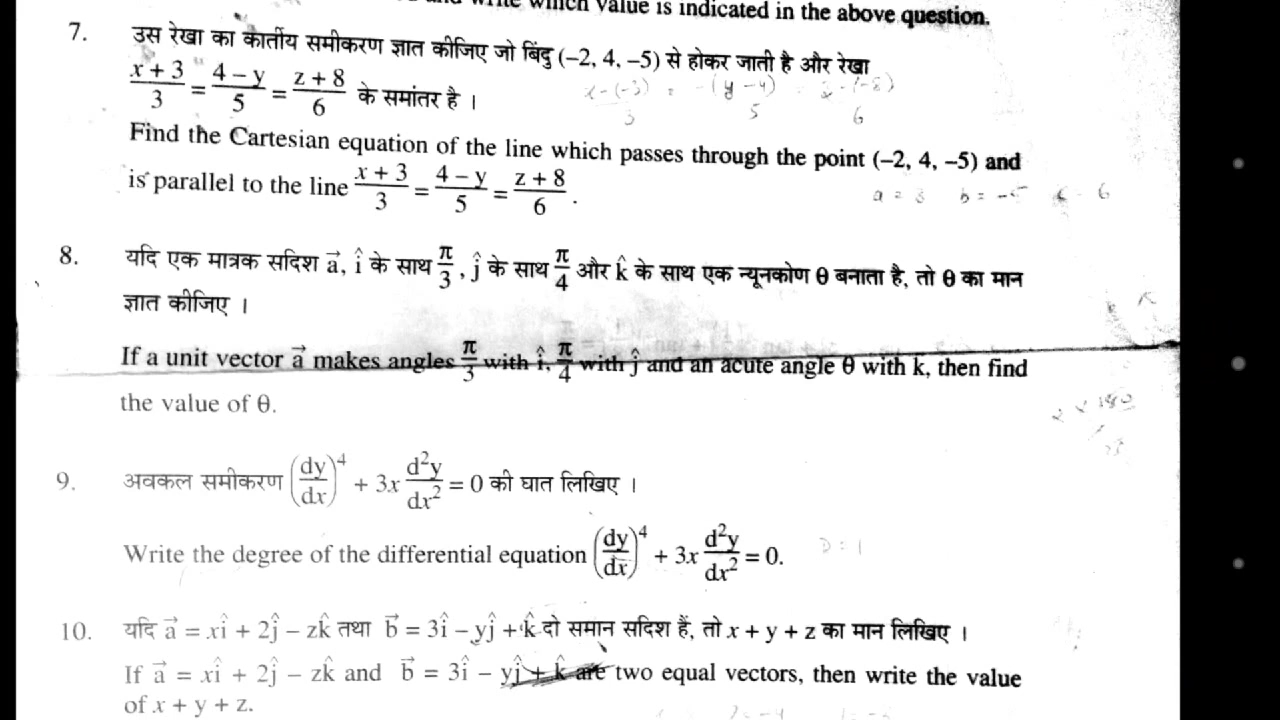 which value is indicated in the above question.
7. उस रेखा का कार्तीय समीकरण ज्ञात कीजिए जो बिंदु (–2, 4, –5) से होकर जाती है और रेखा
(x + 3)/3 = (4 – y)/5 = (z + 8)/6 के समांतर है ।
Find the Cartesian equation of the line which passes through the point (–2, 4, –5) and
is parallel to the line (x + 3)/3 = (4 – y)/5 = (z + 8)/6 .
a = 3 b = –5 6
8. यदि एक मात्रक सदिश a⃗, î के साथ π/3 , ĵ के साथ π/4 और k̂ के साथ एक न्यूनकोण θ बनाता है, तो θ का मान
ज्ञात कीजिए ।
If a unit vector a⃗ makes angles π/3 with î, π/4 with ĵ and an acute angle θ with k, then find
the value of θ.
9. अवकल समीकरण (dy/dx)⁴ + 3x d²y/dx² = 0 की घात लिखिए ।
Write the degree of the differential equation (dy/dx)⁴ + 3x d²y/dx² = 0. D = 1
10. यदि a⃗ = xî + 2ĵ – zk̂ तथा b⃗ = 3î – yĵ + k̂ दो समान सदिश हैं, तो x + y + z का मान लिखिए ।
If a⃗ = xî + 2ĵ – zk̂ and b⃗ = 3î – yĵ + k̂ are two equal vectors, then write the value
of x + y + z.